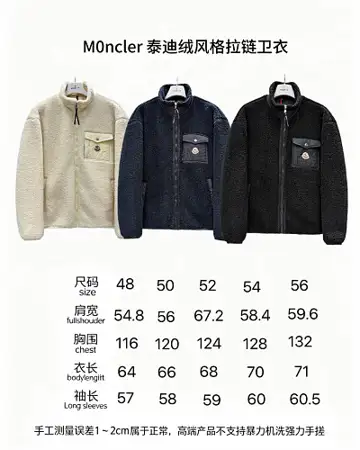 M0ncler 泰迪绒风格拉链卫衣
尺码 48 50 52 54 56
size
肩宽 54.8 56 67.2 58.4 59.6
fullshouder
胸围 116 120 124 128 132
chest
衣长 64 66 68 70 71
bodylengiit
袖长 57 58 59 60 60.5
Long sleeves
手工测量误差1～2cm属于正常，高端产品不支持暴力机洗强力手搓